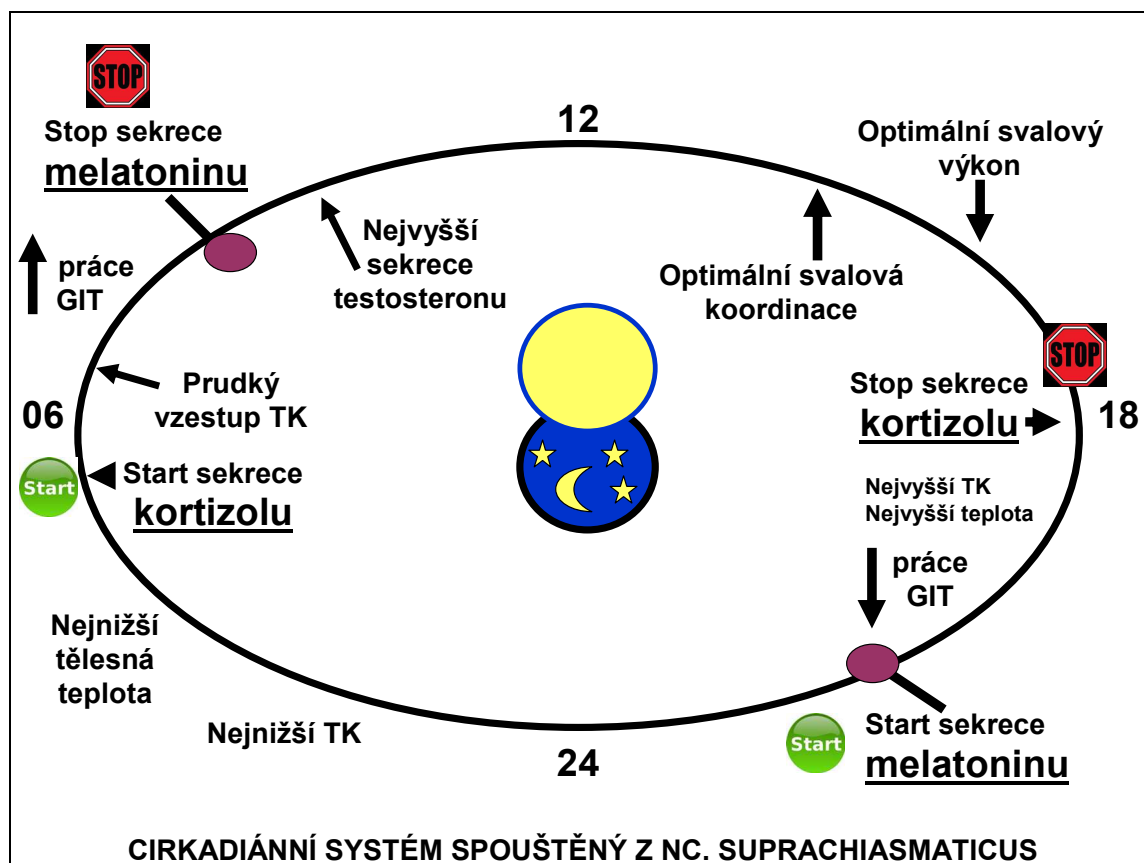 STOP
Stop sekrece
melatoninu
12
Optimální svalový
výkon
práce
GIT
Nejvyšší
sekrece
testosteronu
Optimální svalová
koordinace
STOP
Prudký
vzestup TK
06
Stop sekrece
kortizolu
18
Start
Start sekrece
kortizolu
Nejvyšší TK
Nejvyšší teplota
práce
GIT
Nejnižší
tělesná
teplota
Nejnižší TK
24
Start
Start sekrece
melatoninu
CIRKADIÁNNÍ SYSTÉM SPOUŠTĚNÝ Z NC. SUPRACHIASMATICUS